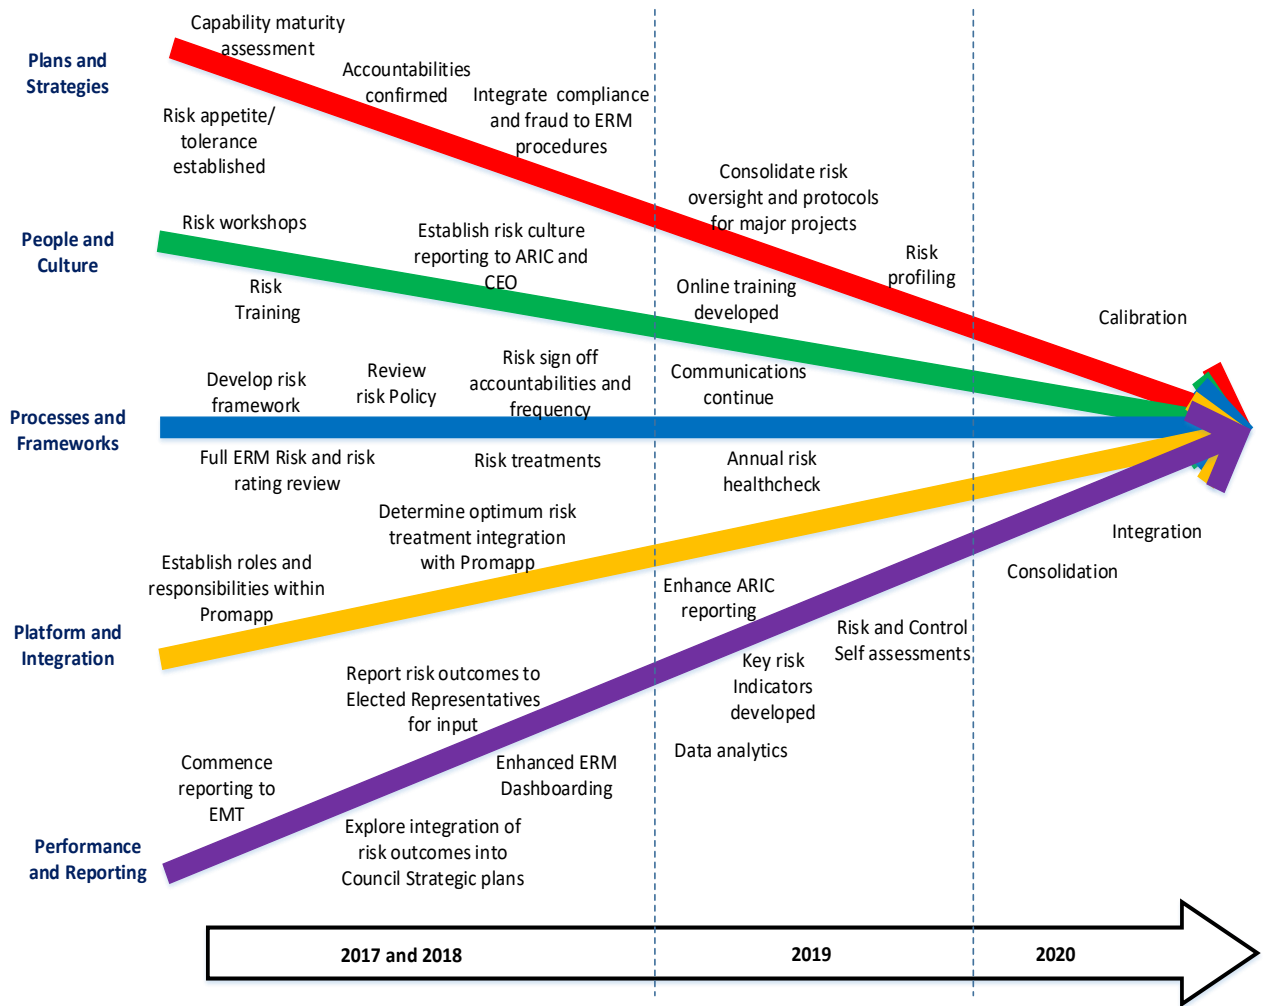 Plans and
Strategies
Capability maturity
assessment
Accountabilities
confirmed
Integrate compliance
and fraud to ERM
procedures
Risk appetite/
tolerance
established
Consolidate risk
oversight and protocols
for major projects
Risk
profiling
People and
Culture
Risk workshops
Establish risk culture
reporting to ARIC and
CEO
Risk
Training
Online training
developed
Calibration
Processes and
Frameworks
Develop risk
framework
Review
risk Policy
Risk sign off
accountabilities and
frequency
Communications
continue
Full ERM Risk and risk
rating review
Risk treatments
Annual risk
healthcheck
Platform and
Integration
Establish roles and
responsibilities within
Promapp
Determine optimum risk
treatment integration
with Promapp
Enhance ARIC
reporting
Integration
Consolidation
Risk and Control
Self assessments
Key risk
Indicators
developed
Data analytics
Performance
and Reporting
Commence
reporting to
EMT
Report risk outcomes to
Elected Representatives
for input
Enhanced ERM
Dashboarding
Explore integration of
risk outcomes into
Council Strategic plans
2017 and 2018
2019
2020